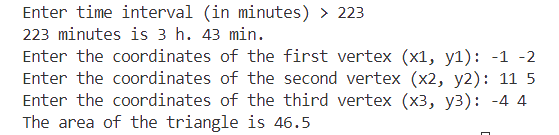 Enter time interval (in minutes) > 223
223 minutes is 3 h. 43 min.
Enter the coordinates of the first vertex (x1, y1): -1 -2
Enter the coordinates of the second vertex (x2, y2): 11 5
Enter the coordinates of the third vertex (x3, y3): -4 4
The area of the triangle is 46.5